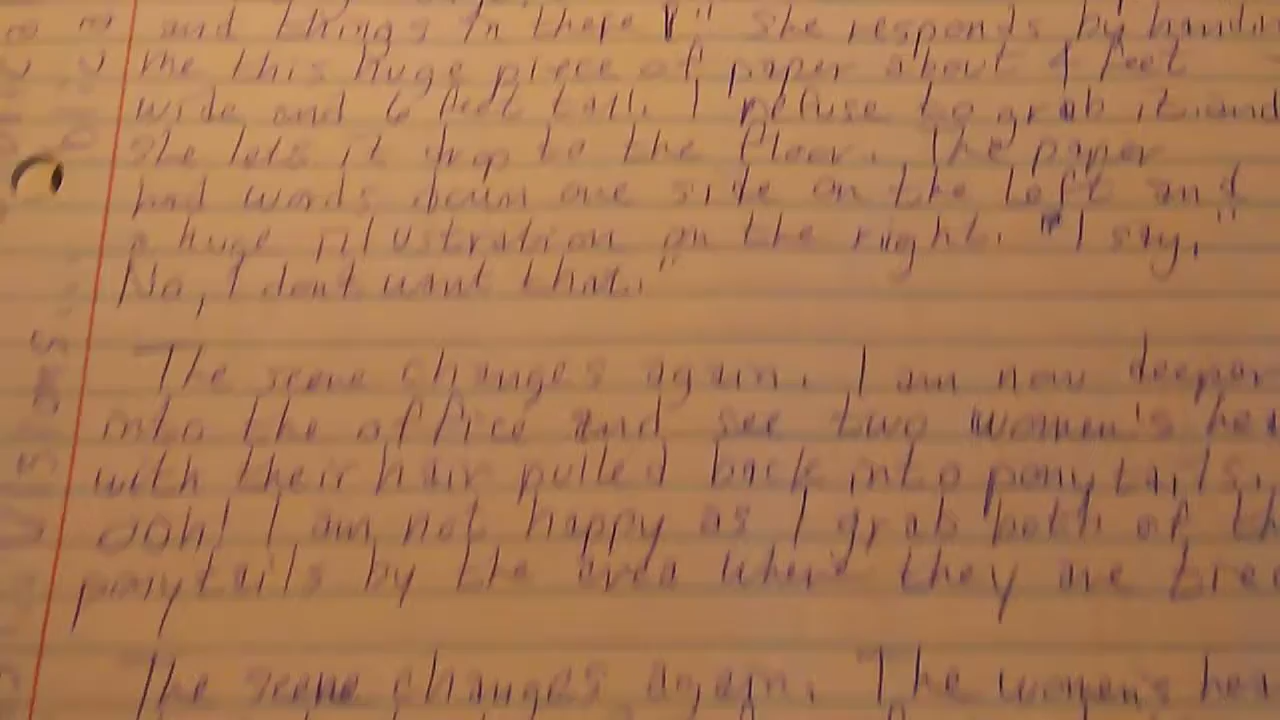 and things in there!" She responds by
me this huge piece of paper about 4 feet
wide and 6 feet tall. I refuse to grab it and
she lets it drop to the floor. The paper
had words down one side on the left and
a huge illustration on the right. "I say,"
No, I dont want that."
The scene changes again. I am now deeper
into the office and see two women's
with their hair pulled back into ponytails.
ooh! I am not happy as I grab both of
ponytails by the area where they are
The scene changes again. The women's